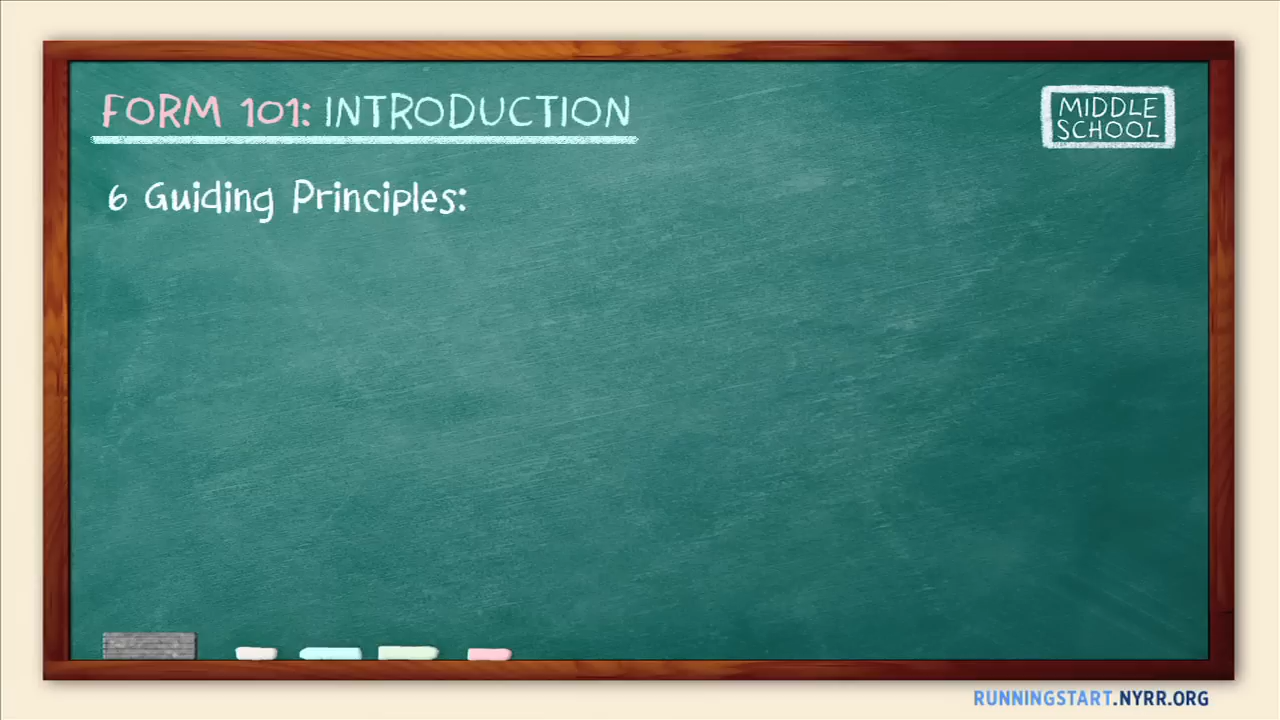 FORM 101: INTRODUCTION
MIDDLE
SCHOOL
6 Guiding Principles:
RUNNINGSTART.NYRR.ORG